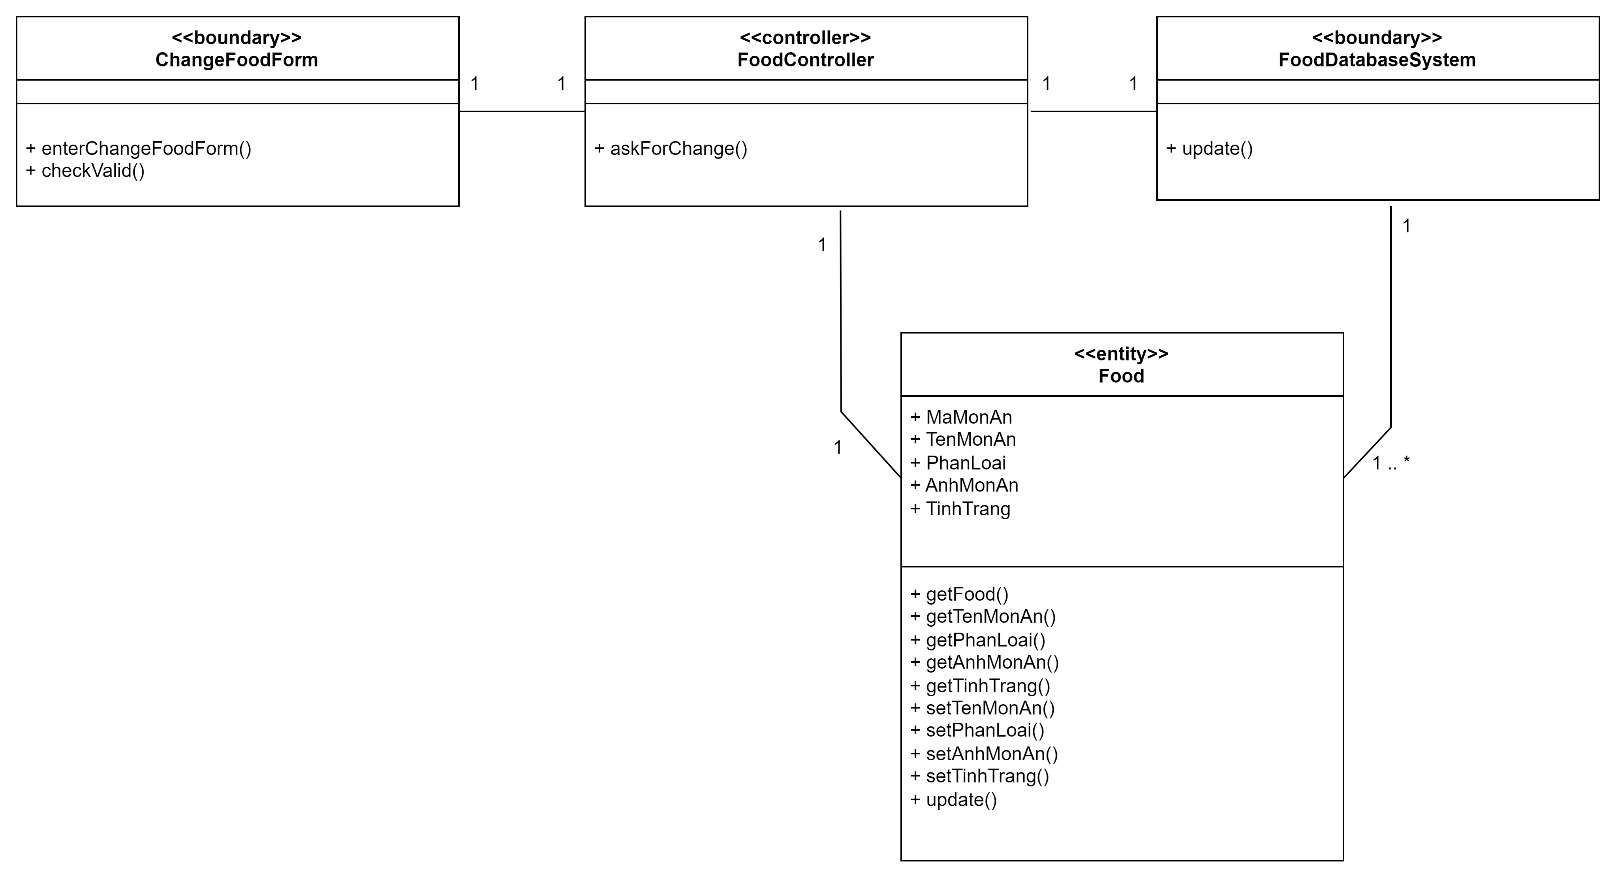 <<boundary>>
ChangeFoodForm
+ enterChangeFoodForm()
+ checkValid()
1
1
<<controller>>
FoodController
+ askForChange()
1
1
<<boundary>>
FoodDatabaseSystem
+ update()
1
1
1
1 .. *
<<entity>>
Food
+ MaMonAn
+ TenMonAn
+ PhanLoai
+ AnhMonAn
+ TinhTrang
+ getFood()
+ getTenMonAn()
+ getPhanLoai()
+ getAnhMonAn()
+ getTinhTrang()
+ setTenMonAn()
+ setPhanLoai()
+ setAnhMonAn()
+ setTinhTrang()
+ update()